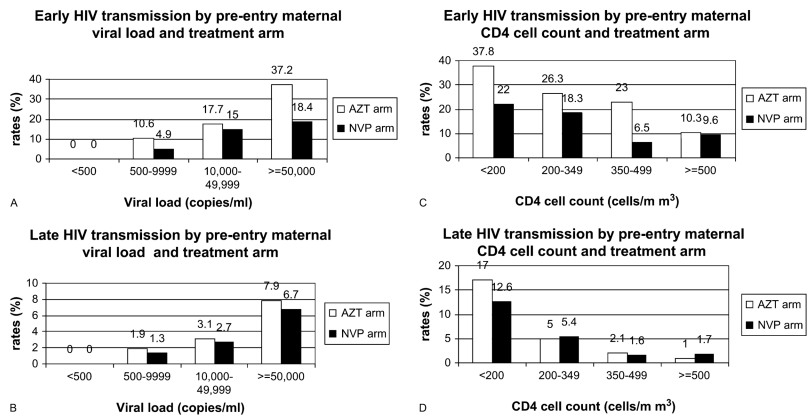 Early HIV transmission by pre-entry maternal
viral load and treatment arm
37.2
40
30
20
10
0
rates (%)
0 0
10.6
4.9
17.7
15
18.4
AZT arm
NVP arm
<500
500-9999
10,000-
49,999
>=50,000
A
Viral load (copies/ml)
Early HIV transmission by pre-entry maternal
CD4 cell count and treatment arm
37.8
40
30
20
10
0
rates (%)
22
26.3
18.3
23
6.5
10.3 9.6
AZT arm
NVP arm
<200
200-349
350-499
>=500
C
CD4 cell count (cells/m m³)
Late HIV transmission by pre-entry maternal
viral load and treatment arm
10
8
6
4
2
0
rates (%)
0 0
1.9
1.3
3.1
2.7
7.9
6.7
AZT arm
NVP arm
<500
500-9999
10,000-
49,999
>=50,000
B
Viral load (copies/ml)
Late HIV transmission by pre-entry maternal
CD4 cell count and treatment arm
20
15
10
5
0
rates (%)
17
12.6
5
5.4
2.1
1.6
1
1.7
AZT arm
NVP arm
<200
200-349
350-499
>=500
D
CD4 cell count (cells/m m³)